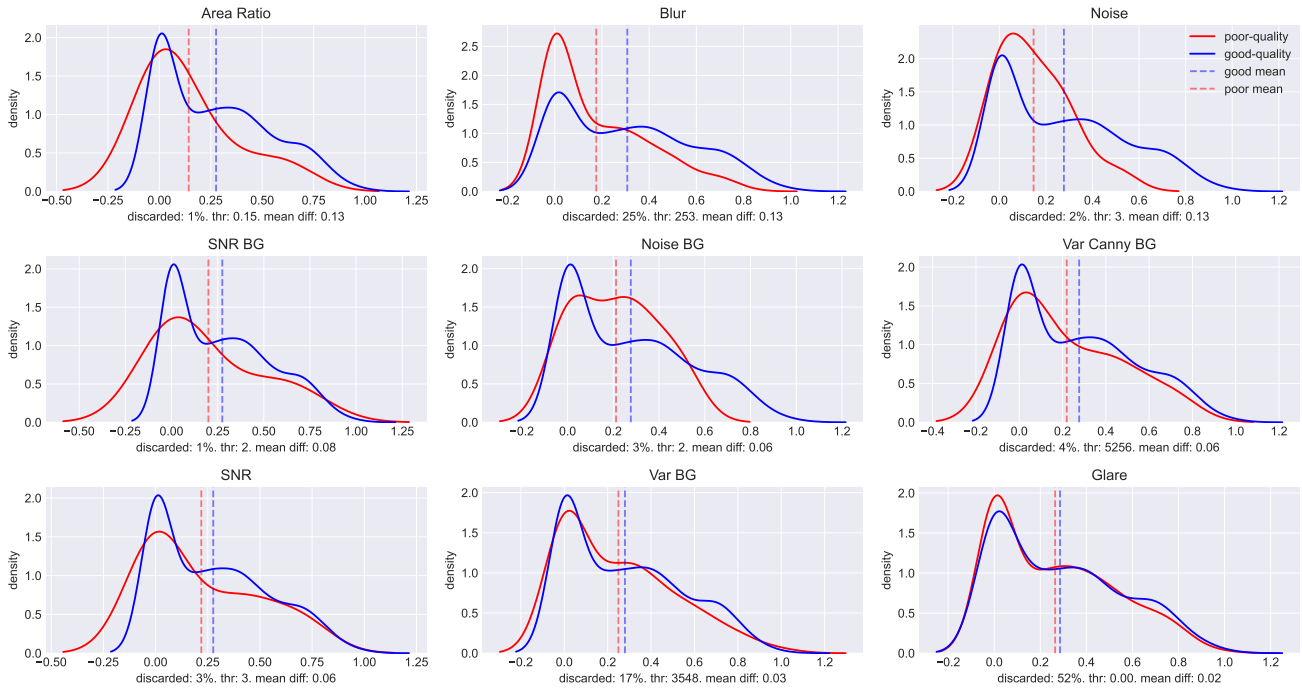 Area Ratio
density
2.0
1.5
1.0
0.5
0.0
−0.50 −0.25 0.00 0.25 0.50 0.75 1.00 1.25
discarded: 1%. thr: 0.15. mean diff: 0.13
Blur
density
2.5
2.0
1.5
1.0
0.5
0.0
−0.2 0.0 0.2 0.4 0.6 0.8 1.0 1.2
discarded: 25%. thr: 253. mean diff: 0.13
Noise
density
2.0
1.5
1.0
0.5
0.0
poor-quality
good-quality
good mean
poor mean
−0.2 0.0 0.2 0.4 0.6 0.8 1.0 1.2
discarded: 2%. thr: 3. mean diff: 0.13
SNR BG
density
2.0
1.5
1.0
0.5
0.0
−0.50 −0.25 0.00 0.25 0.50 0.75 1.00 1.25
discarded: 1%. thr: 2. mean diff: 0.08
Noise BG
density
2.0
1.5
1.0
0.5
0.0
−0.2 0.0 0.2 0.4 0.6 0.8 1.0 1.2
discarded: 3%. thr: 2. mean diff: 0.06
Var Canny BG
density
2.0
1.5
1.0
0.5
0.0
−0.4 −0.2 0.0 0.2 0.4 0.6 0.8 1.0 1.2
discarded: 4%. thr: 5256. mean diff: 0.06
SNR
density
2.0
1.5
1.0
0.5
0.0
−0.50 −0.25 0.00 0.25 0.50 0.75 1.00 1.25
discarded: 3%. thr: 3. mean diff: 0.06
Var BG
density
2.0
1.5
1.0
0.5
0.0
−0.2 0.0 0.2 0.4 0.6 0.8 1.0 1.2
discarded: 17%. thr: 3548. mean diff: 0.03
Glare
density
2.0
1.5
1.0
0.5
0.0
−0.2 0.0 0.2 0.4 0.6 0.8 1.0 1.2
discarded: 52%. thr: 0.00. mean diff: 0.02